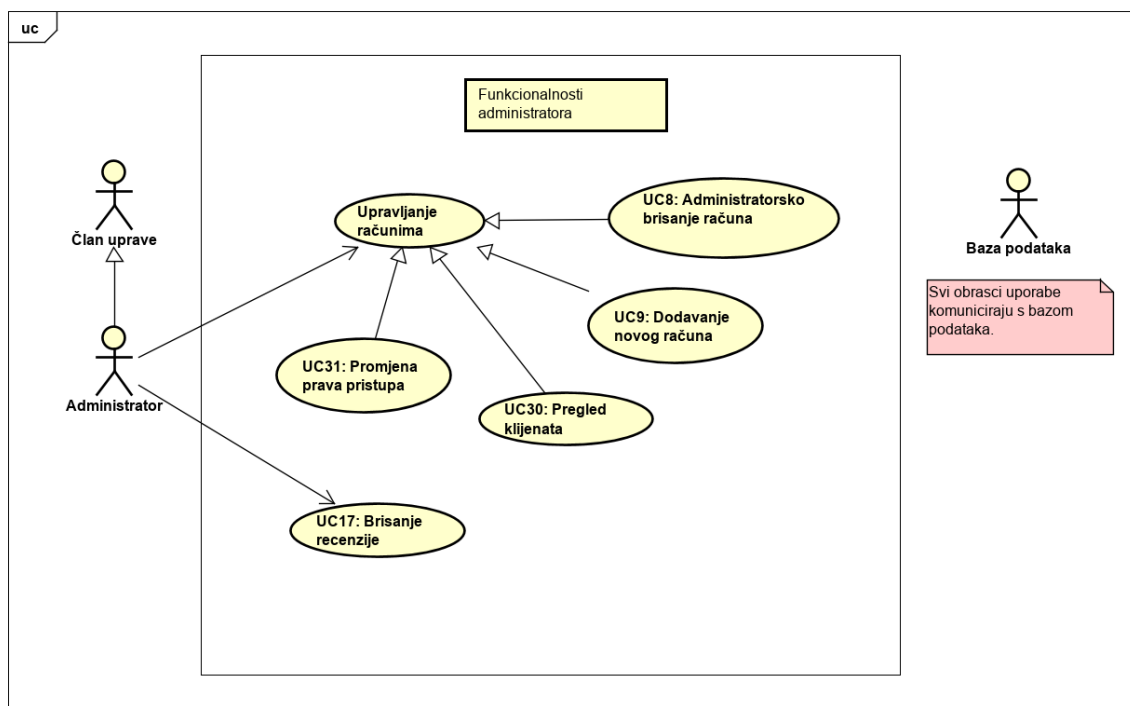 uc
Funkcionalnosti
administratora
Član uprave
Upravljanje
računima
UC8: Administratorsko
brisanje računa
Baza podataka
Svi obrasci uporabe
komuniciraju s bazom
podataka.
UC9: Dodavanje
novog računa
UC31: Promjena
prava pristupa
Administrator
UC30: Pregled
klijenata
UC17: Brisanje
recenzije